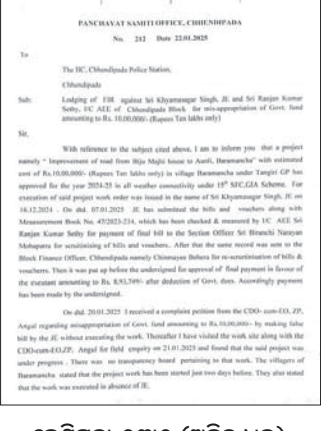 PANCHAYAT SAMITI OFFICE, CHHENDIPADA
No. 212 Date 22.01.2025
To
The IIC, Chhendipada Police Station,
Chhendipada
Sub: Lodging of FIR against Sri Khyamasagar Singh, JE and Sri Ranjan Kumar
Sethy, I/C AEE of Chhendipada Block for mis-appropriation of Govt. fund
amounting to Rs. 10,00,000/- (Rupees Ten lakhs only)
Sir,
With reference to the subject cited above, I am to inform you that a project
namely " Improvement of road from Biju Majhi house to Aunli, Baramancha" with estimated
cost of Rs.10,00,000/- (Rupees Ten lakhs only) in village Baramancha under Tangiri GP has
approved for the year 2024-25 in all weather connectivity under 15th SFC,GIA Scheme. For
execution of said project work order was issued in the name of Sri Khyamasagar Singh, JE on
16.12.2024 . On dtd. 07.01.2025 JE has submitted the bills and vouchers along with
Measurement Book No. 47/2023-234, which has been checked & measured by I/C AEE Sri
Ranjan Kumar Sethy for payment of final bill to the Section Officer Sri Biranchi Narayan
Mohapatra for scrutinising of bills and vouchers. After that the same record was sent to the
Block Finance Officer, Chhendipada namely Chinmayee Behera for re-scrutinisation of bills &
vouchers. Then it was put up before the undersigned for approval of final payment in favour of
the executant amounting to Rs. 8,93,749/- after deduction of Govt. dues. Accordingly payment
has been made by the undersigned.
On dtd. 20.01.2025 I received a complaint petition from the CDO- cum-EO, ZP,
Angul regarding misappropriation of Govt. fund amounting to Rs.10,00,000/- by making false
bill by the JE without executing the work. Thereafter I have visited the work site along with the
CDO-cum-EO,ZP, Angul for field enquiry on 21.01.2025 and found that the said project was
under progress . There was no transparency board pertaining to that work. The villagers of
Baramancha stated that the project work has been started just two days before. They also stated
that the work was executed in absence of JE.